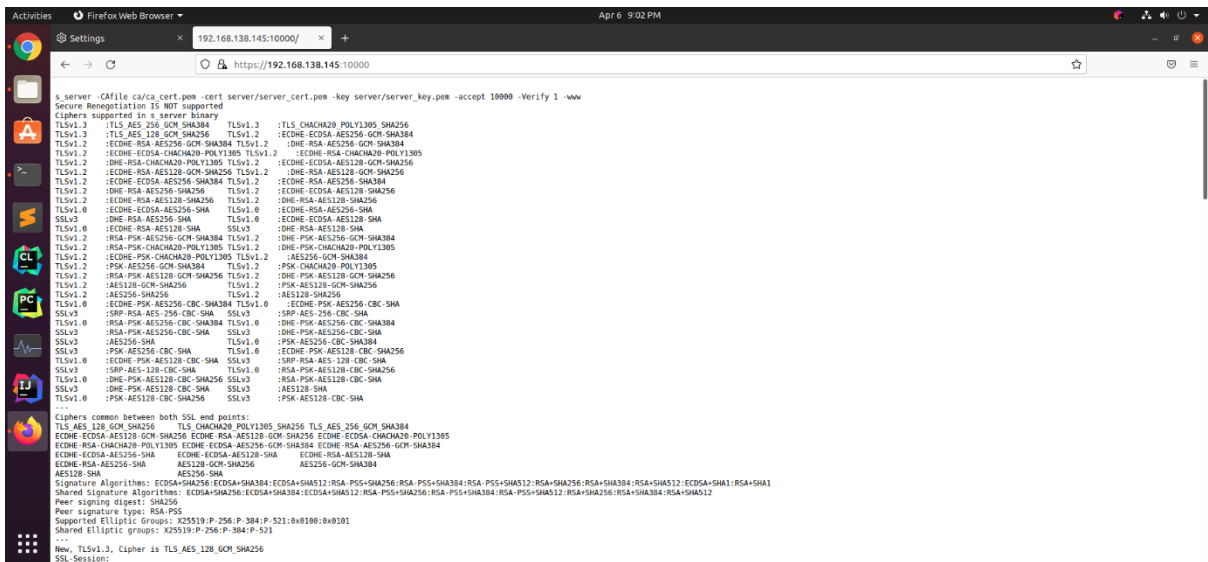 Activities Firefox Web Browser Apr 6 9:02 PM
Settings × 192.168.138.145:10000/ × +
https://192.168.138.145:10000
s_server -CAfile ca/ca_cert.pem -cert server/server_cert.pem -key server/server_key.pem -accept 10000 -Verify 1 -www
Secure Renegotiation IS NOT supported
Ciphers supported in s_server binary
TLSv1.3 :TLS_AES_256_GCM_SHA384 TLSv1.3 :TLS_CHACHA20_POLY1305_SHA256
TLSv1.3 :TLS_AES_128_GCM_SHA256 TLSv1.2 :ECDHE-ECDSA-AES256-GCM-SHA384
TLSv1.2 :ECDHE-RSA-AES256-GCM-SHA384 TLSv1.2 :DHE-RSA-AES256-GCM-SHA384
TLSv1.2 :ECDHE-ECDSA-CHACHA20-POLY1305 TLSv1.2 :ECDHE-RSA-CHACHA20-POLY1305
TLSv1.2 :DHE-RSA-CHACHA20-POLY1305 TLSv1.2 :ECDHE-ECDSA-AES128-GCM-SHA256
TLSv1.2 :ECDHE-RSA-AES128-GCM-SHA256 TLSv1.2 :DHE-RSA-AES128-GCM-SHA256
TLSv1.2 :ECDHE-ECDSA-AES256-SHA384 TLSv1.2 :ECDHE-RSA-AES256-SHA384
TLSv1.2 :DHE-RSA-AES256-SHA256 TLSv1.2 :ECDHE-ECDSA-AES128-SHA256
TLSv1.2 :ECDHE-RSA-AES128-SHA256 TLSv1.2 :DHE-RSA-AES128-SHA256
TLSv1.0 :ECDHE-ECDSA-AES256-SHA TLSv1.0 :ECDHE-RSA-AES256-SHA
SSLv3 :DHE-RSA-AES256-SHA TLSv1.0 :ECDHE-ECDSA-AES128-SHA
TLSv1.0 :ECDHE-RSA-AES128-SHA SSLv3 :DHE-RSA-AES128-SHA
TLSv1.2 :RSA-PSK-AES256-GCM-SHA384 TLSv1.2 :DHE-PSK-AES256-GCM-SHA384
TLSv1.2 :RSA-PSK-CHACHA20-POLY1305 TLSv1.2 :DHE-PSK-CHACHA20-POLY1305
TLSv1.2 :ECDHE-PSK-CHACHA20-POLY1305 TLSv1.2 :AES256-GCM-SHA384
TLSv1.2 :PSK-AES256-GCM-SHA384 TLSv1.2 :PSK-CHACHA20-POLY1305
TLSv1.2 :RSA-PSK-AES128-GCM-SHA256 TLSv1.2 :DHE-PSK-AES128-GCM-SHA256
TLSv1.2 :AES128-GCM-SHA256 TLSv1.2 :PSK-AES128-GCM-SHA256
TLSv1.2 :AES256-SHA256 TLSv1.2 :AES128-SHA256
TLSv1.0 :ECDHE-PSK-AES256-CBC-SHA384 TLSv1.0 :ECDHE-PSK-AES256-CBC-SHA
SSLv3 :SRP-RSA-AES-256-CBC-SHA SSLv3 :SRP-AES-256-CBC-SHA
TLSv1.0 :RSA-PSK-AES256-CBC-SHA384 TLSv1.0 :DHE-PSK-AES256-CBC-SHA384
SSLv3 :RSA-PSK-AES256-CBC-SHA SSLv3 :DHE-PSK-AES256-CBC-SHA
SSLv3 :AES256-SHA TLSv1.0 :PSK-AES256-CBC-SHA384
SSLv3 :PSK-AES256-CBC-SHA TLSv1.0 :ECDHE-PSK-AES128-CBC-SHA256
TLSv1.0 :ECDHE-PSK-AES128-CBC-SHA SSLv3 :SRP-RSA-AES-128-CBC-SHA
SSLv3 :SRP-AES-128-CBC-SHA TLSv1.0 :RSA-PSK-AES128-CBC-SHA256
TLSv1.0 :DHE-PSK-AES128-CBC-SHA256 SSLv3 :RSA-PSK-AES128-CBC-SHA
SSLv3 :DHE-PSK-AES128-CBC-SHA SSLv3 :AES128-SHA
TLSv1.0 :PSK-AES128-CBC-SHA256 SSLv3 :PSK-AES128-CBC-SHA
---
Ciphers common between both SSL end points:
TLS_AES_128_GCM_SHA256 TLS_CHACHA20_POLY1305_SHA256 TLS_AES_256_GCM_SHA384
ECDHE-ECDSA-AES128-GCM-SHA256 ECDHE-RSA-AES128-GCM-SHA256 ECDHE-ECDSA-CHACHA20-POLY1305
ECDHE-RSA-CHACHA20-POLY1305 ECDHE-ECDSA-AES256-GCM-SHA384 ECDHE-RSA-AES256-GCM-SHA384
ECDHE-ECDSA-AES256-SHA ECDHE-ECDSA-AES128-SHA ECDHE-RSA-AES128-SHA
ECDHE-RSA-AES256-SHA AES128-GCM-SHA256 AES256-GCM-SHA384
AES128-SHA AES256-SHA
Signature Algorithms: ECDSA+SHA256:ECDSA+SHA384:ECDSA+SHA512:RSA-PSS+SHA256:RSA-PSS+SHA384:RSA-PSS+SHA512:RSA+SHA256:RSA+SHA384:RSA+SHA512:ECDSA+SHA1:RSA+SHA1
Shared Signature Algorithms: ECDSA+SHA256:ECDSA+SHA384:ECDSA+SHA512:RSA-PSS+SHA256:RSA-PSS+SHA384:RSA-PSS+SHA512:RSA+SHA256:RSA+SHA384:RSA+SHA512
Peer signing digest: SHA256
Peer signature type: RSA-PSS
Supported Elliptic Groups: X25519:P-256:P-384:P-521:0x0100:0x0101
Shared Elliptic groups: X25519:P-256:P-384:P-521
---
New, TLSv1.3, Cipher is TLS_AES_128_GCM_SHA256
SSL-Session:
CL
PC
IJ